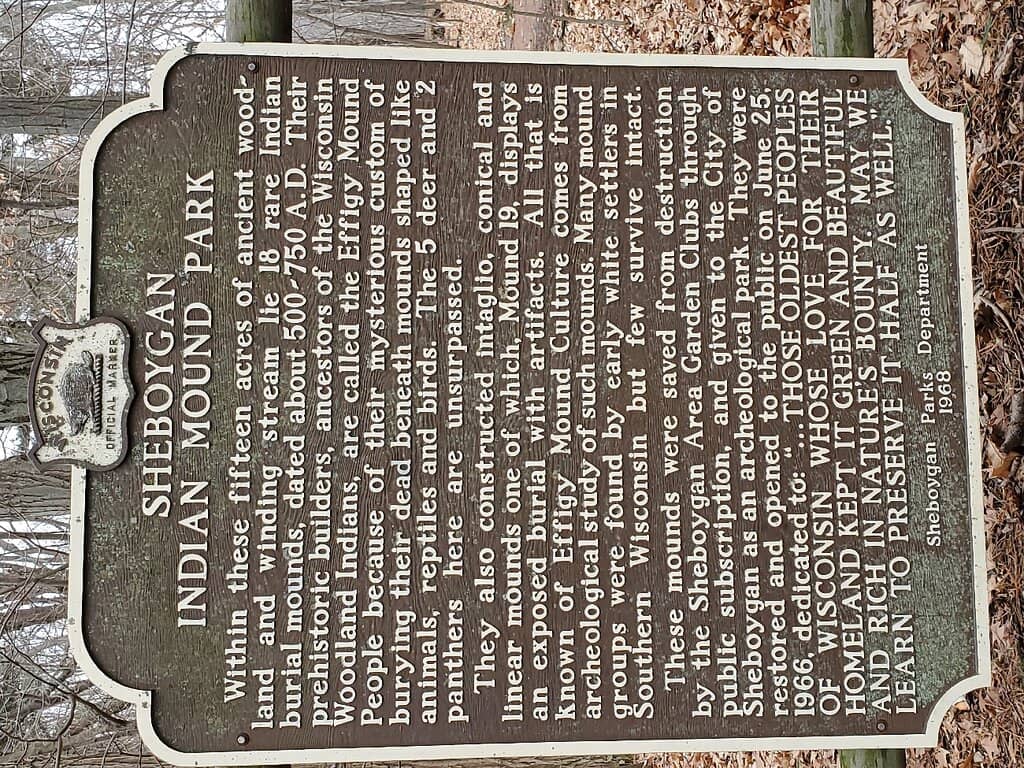 WISCONSIN
OFFICIAL MARKER
SHEBOYGAN
INDIAN MOUND PARK
Within these fifteen acres of ancient wood-
land and winding stream lie 18 rare Indian
burial mounds, dated about 500-750 A.D. Their
prehistoric builders, ancestors of the Wisconsin
Woodland Indians, are called the Effigy Mound
People because of their mysterious custom of
burying their dead beneath mounds shaped like
animals, reptiles and birds. The 5 deer and 2
panthers here are unsurpassed.
They also constructed intaglio, conical and
linear mounds one of which, Mound 19, displays
an exposed burial with artifacts. All that is
known of Effigy Mound Culture comes from
archeological study of such mounds. Many mound
groups were found by early white settlers in
Southern Wisconsin but few survive intact.
These mounds were saved from destruction
by the Sheboygan Area Garden Clubs through
public subscription, and given to the City of
Sheboygan as an archeological park. They were
restored and opened to the public on June 25,
1966, dedicated to: "...THOSE OLDEST PEOPLES
OF WISCONSIN WHOSE LOVE FOR THEIR
HOMELAND KEPT IT GREEN AND BEAUTIFUL
AND RICH IN NATURE'S BOUNTY. MAY WE
LEARN TO PRESERVE IT HALF AS WELL."
Sheboygan Parks Department
1968